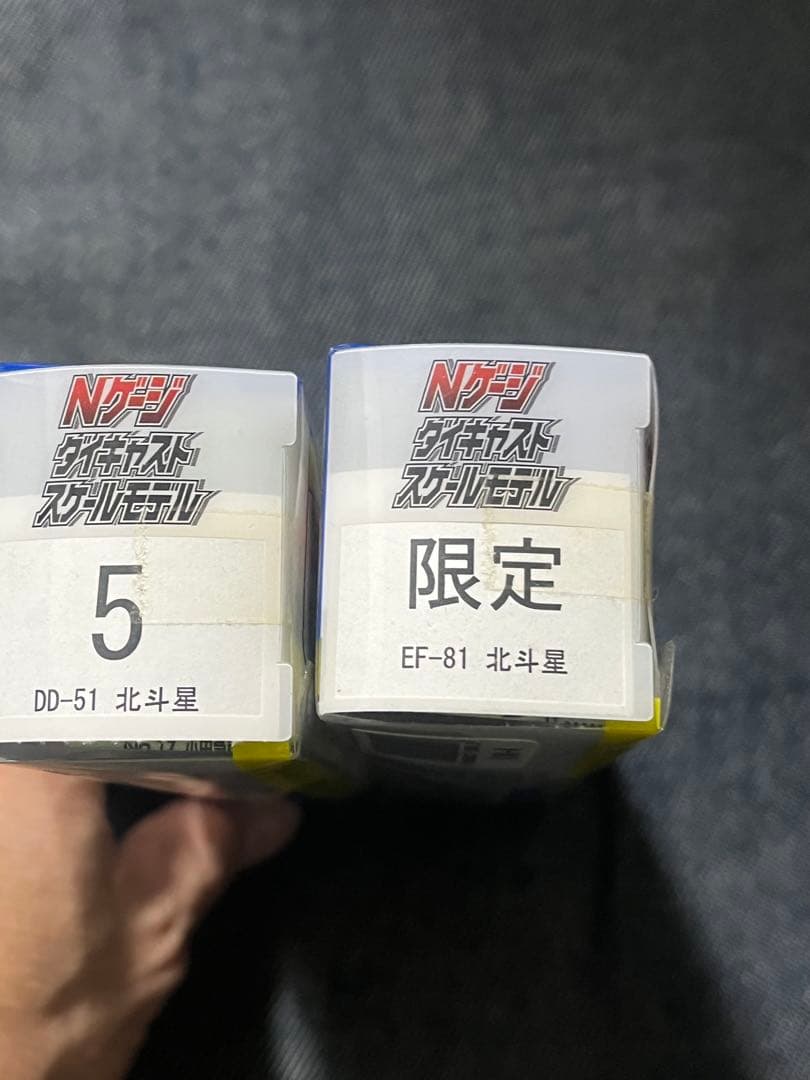 Nゲージ
ダイキャスト
スケールモデル
5
DD-51 北斗星
Nゲージ
ダイキャスト
スケールモデル
限定
EF-81 北斗星